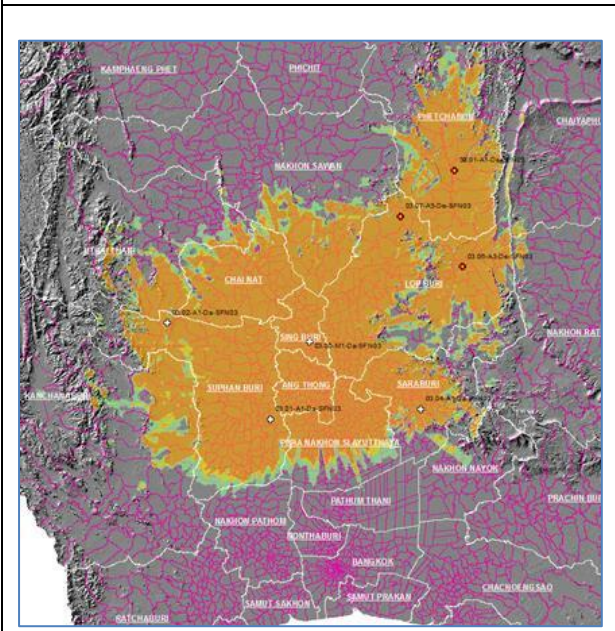 KAMPHAENG PHET
PHICHIT
PHETCHABUN
CHAIYAPHU
NAKHON SAWAN
UTHAI THANI
CHAI NAT
LOP BURI
SING BURI
NAKHON RAT
SUPHAN BURI
ANG THONG
SARABURI
KANCHANABURI
PHRA NAKHON SI AYUTTHAYA
NAKHON NAYOK
PATHUM THANI
PRACHIN BU
NAKHON PATHOM
NONTHABURI
BANGKOK
CHACHOENGSAO
SAMUT SAKHON
SAMUT PRAKAN
RATCHABURI